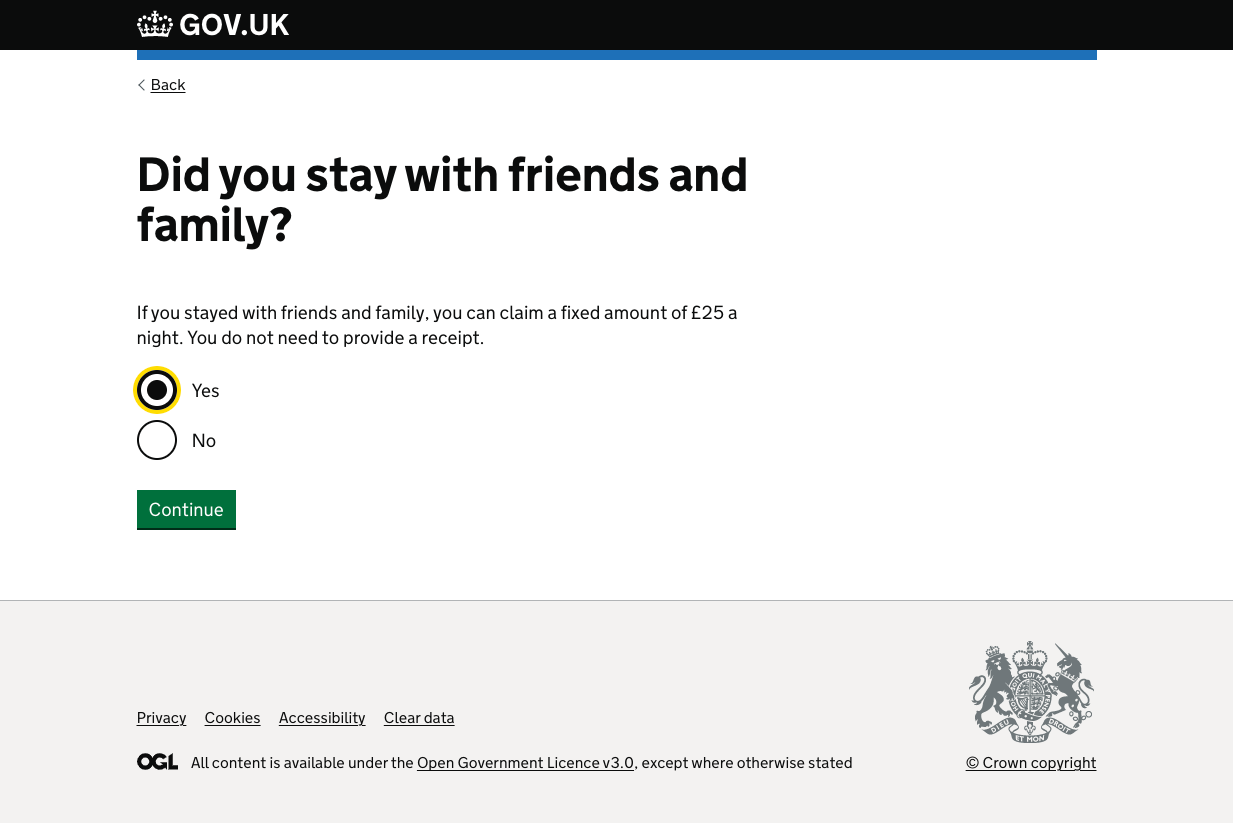 GOV.UK
Back
Did you stay with friends and
family?
If you stayed with friends and family, you can claim a fixed amount of £25 a
night. You do not need to provide a receipt.
Yes
No
Continue
Privacy Cookies Accessibility Clear data
OGL All content is available under the Open Government Licence v3.0, except where otherwise stated
DIEU ET MON DROIT
© Crown copyright